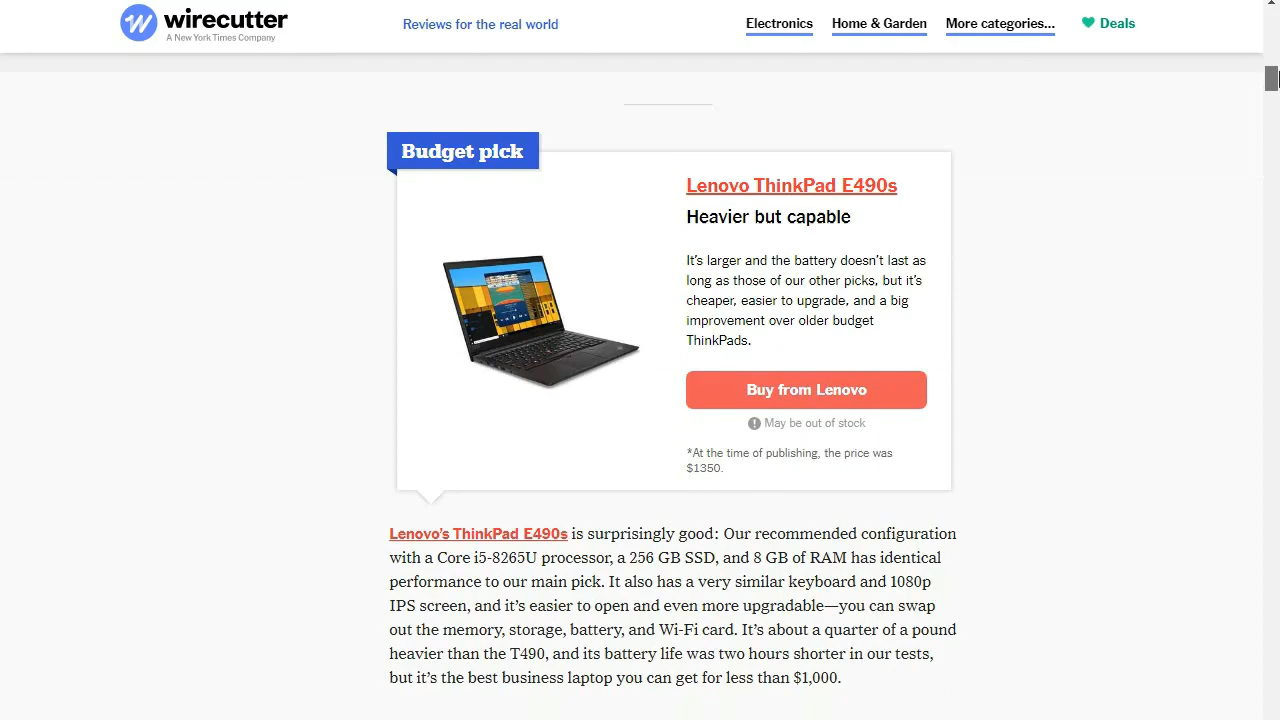 wirecutter
A New York Times Company
Reviews for the real world
Electronics
Home & Garden
More categories...
Deals
Budget pick
Lenovo ThinkPad E490s
Heavier but capable
It's larger and the battery doesn't last as
long as those of our other picks, but it's
cheaper, easier to upgrade, and a big
improvement over older budget
ThinkPads.
Buy from Lenovo
May be out of stock
*At the time of publishing, the price was
$1350.
Lenovo's ThinkPad E490s is surprisingly good: Our recommended configuration
with a Core i5-8265U processor, a 256 GB SSD, and 8 GB of RAM has identical
performance to our main pick. It also has a very similar keyboard and 1080p
IPS screen, and it's easier to open and even more upgradable—you can swap
out the memory, storage, battery, and Wi-Fi card. It's about a quarter of a pound
heavier than the T490, and its battery life was two hours shorter in our tests,
but it's the best business laptop you can get for less than $1,000.